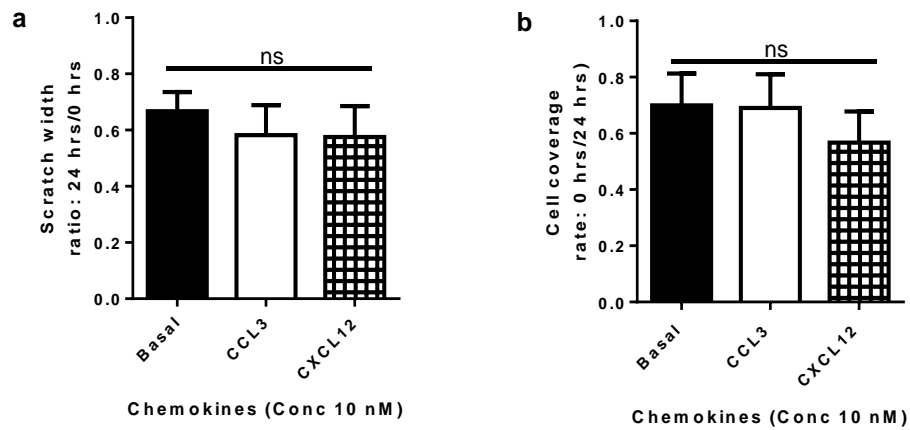 a
Scratch width
ratio: 24 hrs/0 hrs
1.0
0.8
0.6
0.4
0.2
0.0
ns
Basal
CCL3
CXCL12
Chemokines (Conc 10 nM)
b
Cell coverage
rate: 0 hrs/24 hrs)
1.0
0.8
0.6
0.4
0.2
0.0
ns
Basal
CCL3
CXCL12
Chemokines (Conc 10 nM)